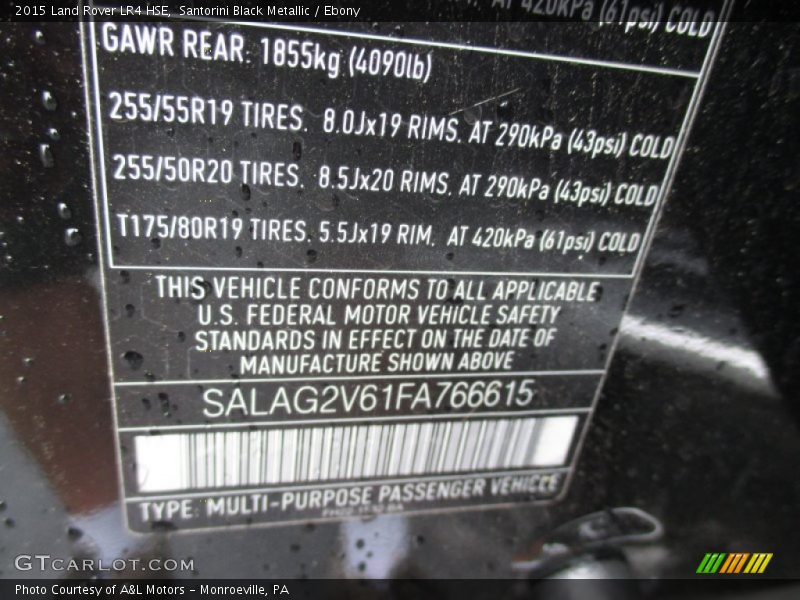 2015 Land Rover LR4 HSE, Santorini Black Metallic / Ebony
AT 420kPa (61psi) COLD
GAWR REAR: 1855kg (4090lb)
255/55R19 TIRES. 8.0Jx19 RIMS. AT 290kPa (43psi) COLD
255/50R20 TIRES. 8.5Jx20 RIMS. AT 290kPa (43psi) COLD
T175/80R19 TIRES. 5.5Jx19 RIM. AT 420kPa (61psi) COLD
THIS VEHICLE CONFORMS TO ALL APPLICABLE
U.S. FEDERAL MOTOR VEHICLE SAFETY
STANDARDS IN EFFECT ON THE DATE OF
MANUFACTURE SHOWN ABOVE
SALAG2V61FA766615
TYPE: MULTI-PURPOSE PASSENGER VEHICLE
GTCARLOT.COM
Photo Courtesy of A&L Motors - Monroeville, PA